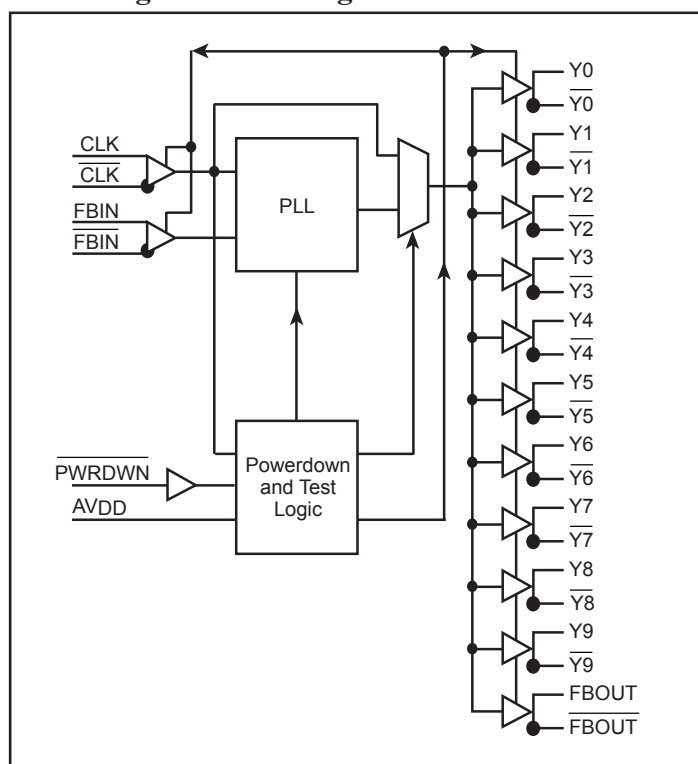 CLK
CLK
FBIN
FBIN
PLL
PWRDWN
AVDD
Powerdown
and Test
Logic
Y0
Y0
Y1
Y1
Y2
Y2
Y3
Y3
Y4
Y4
Y5
Y5
Y6
Y6
Y7
Y7
Y8
Y8
Y9
Y9
FBOUT
FBOUT